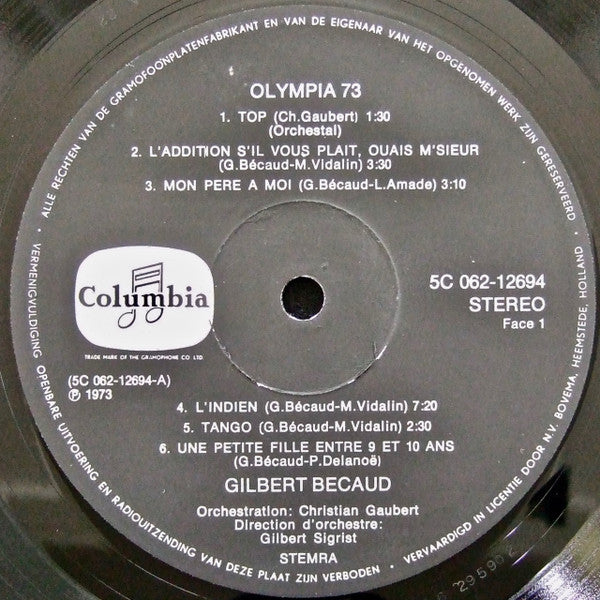 ALLE RECHTEN VAN DE GRAMOFOONPLATENFABRIKANT EN VAN DE EIGENAAR VAN HET OPGENOMEN WERK ZIJN GERESERVEERD
OLYMPIA 73
1. TOP (Ch.Gaubert) 1:30
(Orchestal)
2. L'ADDITION S'IL VOUS PLAIT, OUAIS M'SIEUR
(G.Bécaud-M.Vidalin) 3:30
3. MON PERE A MOI (G.Bécaud-L.Amade) 3:10
Columbia
TRADE MARK OF THE GRAMOPHONE CO LTD
5C 062-12694
STEREO
Face 1
(5C 062-12694-A)
Ⓟ 1973
4. L'INDIEN (G.Bécaud-M.Vidalin) 7:20
5. TANGO (G.Bécaud-M.Vidalin) 2:30
6. UNE PETITE FILLE ENTRE 9 ET 10 ANS
(G.Bécaud-P.Delanoë)
GILBERT BECAUD
Orchestration: Christian Gaubert
Direction d'orchestre:
Gilbert Sigrist
STEMRA
VERMENIGVULDIGING OPENBARE UITVOERING EN RADIOUITZENDING VAN DEZE PLAAT ZIJN VERBODEN • VERVAARDIGD IN LICENTIE DOOR N.V. BOVEMA, HEEMSTEDE, HOLLAND